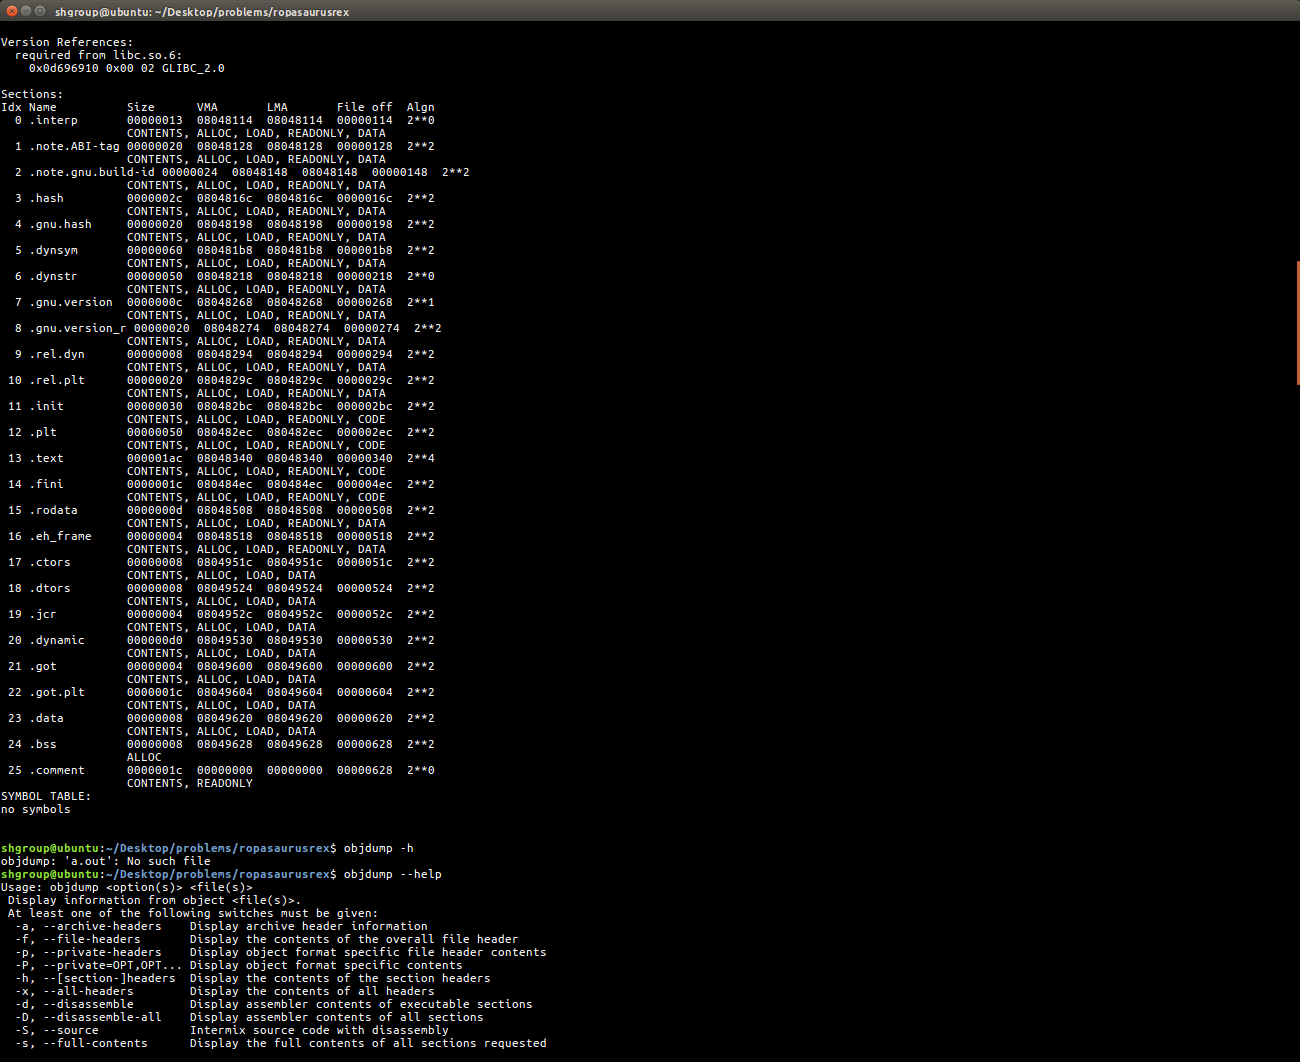 shgroup@ubuntu: ~/Desktop/problems/ropasaurusrex
Version References:
  required from libc.so.6:
    0x0d696910 0x00 02 GLIBC_2.0
Sections:
Idx Name          Size      VMA       LMA       File off  Algn
  0 .interp       00000013  08048114  08048114  00000114  2**0
                  CONTENTS, ALLOC, LOAD, READONLY, DATA
  1 .note.ABI-tag 00000020  08048128  08048128  00000128  2**2
                  CONTENTS, ALLOC, LOAD, READONLY, DATA
  2 .note.gnu.build-id 00000024  08048148  08048148  00000148  2**2
                  CONTENTS, ALLOC, LOAD, READONLY, DATA
  3 .hash         0000002c  0804816c  0804816c  0000016c  2**2
                  CONTENTS, ALLOC, LOAD, READONLY, DATA
  4 .gnu.hash     00000020  08048198  08048198  00000198  2**2
                  CONTENTS, ALLOC, LOAD, READONLY, DATA
  5 .dynsym       00000060  080481b8  080481b8  000001b8  2**2
                  CONTENTS, ALLOC, LOAD, READONLY, DATA
  6 .dynstr       00000050  08048218  08048218  00000218  2**0
                  CONTENTS, ALLOC, LOAD, READONLY, DATA
  7 .gnu.version  0000000c  08048268  08048268  00000268  2**1
                  CONTENTS, ALLOC, LOAD, READONLY, DATA
  8 .gnu.version_r 00000020  08048274  08048274  00000274  2**2
                  CONTENTS, ALLOC, LOAD, READONLY, DATA
  9 .rel.dyn      00000008  08048294  08048294  00000294  2**2
                  CONTENTS, ALLOC, LOAD, READONLY, DATA
 10 .rel.plt      00000020  0804829c  0804829c  0000029c  2**2
                  CONTENTS, ALLOC, LOAD, READONLY, DATA
 11 .init         00000030  080482bc  080482bc  000002bc  2**2
                  CONTENTS, ALLOC, LOAD, READONLY, CODE
 12 .plt          00000050  080482ec  080482ec  000002ec  2**2
                  CONTENTS, ALLOC, LOAD, READONLY, CODE
 13 .text         000001ac  08048340  08048340  00000340  2**4
                  CONTENTS, ALLOC, LOAD, READONLY, CODE
 14 .fini         0000001c  080484ec  080484ec  000004ec  2**2
                  CONTENTS, ALLOC, LOAD, READONLY, CODE
 15 .rodata       0000000d  08048508  08048508  00000508  2**2
                  CONTENTS, ALLOC, LOAD, READONLY, DATA
 16 .eh_frame     00000004  08048518  08048518  00000518  2**2
                  CONTENTS, ALLOC, LOAD, READONLY, DATA
 17 .ctors        00000008  0804951c  0804951c  0000051c  2**2
                  CONTENTS, ALLOC, LOAD, DATA
 18 .dtors        00000008  08049524  08049524  00000524  2**2
                  CONTENTS, ALLOC, LOAD, DATA
 19 .jcr          00000004  0804952c  0804952c  0000052c  2**2
                  CONTENTS, ALLOC, LOAD, DATA
 20 .dynamic      000000d0  08049530  08049530  00000530  2**2
                  CONTENTS, ALLOC, LOAD, DATA
 21 .got          00000004  08049600  08049600  00000600  2**2
                  CONTENTS, ALLOC, LOAD, DATA
 22 .got.plt      0000001c  08049604  08049604  00000604  2**2
                  CONTENTS, ALLOC, LOAD, DATA
 23 .data         00000008  08049620  08049620  00000620  2**2
                  CONTENTS, ALLOC, LOAD, DATA
 24 .bss          00000008  08049628  08049628  00000628  2**2
                  ALLOC
 25 .comment      0000001c  00000000  00000000  00000628  2**0
                  CONTENTS, READONLY
SYMBOL TABLE:
no symbols
shgroup@ubuntu:~/Desktop/problems/ropasaurusrex$ objdump -h
objdump: 'a.out': No such file
shgroup@ubuntu:~/Desktop/problems/ropasaurusrex$ objdump --help
Usage: objdump <option(s)> <file(s)>
 Display information from object <file(s)>.
 At least one of the following switches must be given:
  -a, --archive-headers    Display archive header information
  -f, --file-headers       Display the contents of the overall file header
  -p, --private-headers    Display object format specific file header contents
  -P, --private=OPT,OPT... Display object format specific contents
  -h, --[section-]headers  Display the contents of the section headers
  -x, --all-headers        Display the contents of all headers
  -d, --disassemble        Display assembler contents of executable sections
  -D, --disassemble-all    Display assembler contents of all sections
  -S, --source             Intermix source code with disassembly
  -s, --full-contents      Display the full contents of all sections requested